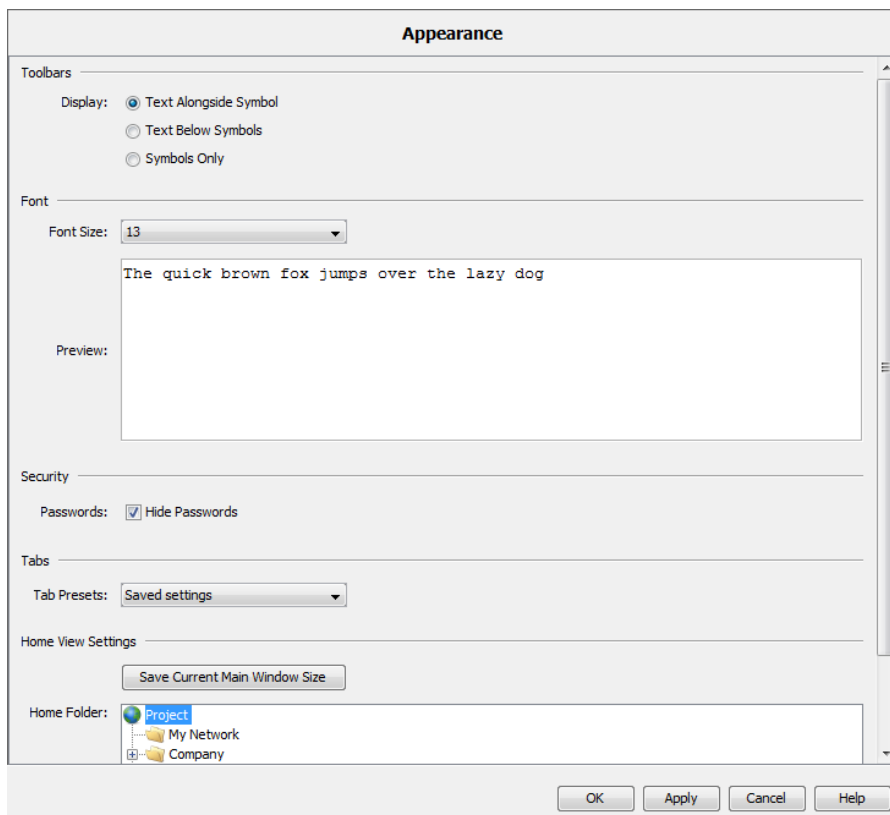 Appearance
Toolbars
Display: Text Alongside Symbol
Text Below Symbols
Symbols Only
Font
Font Size: 13
The quick brown fox jumps over the lazy dog
Preview:
Security
Passwords: Hide Passwords
Tabs
Tab Presets: Saved settings
Home View Settings
Save Current Main Window Size
Home Folder: Project
My Network
Company
OK Apply Cancel Help